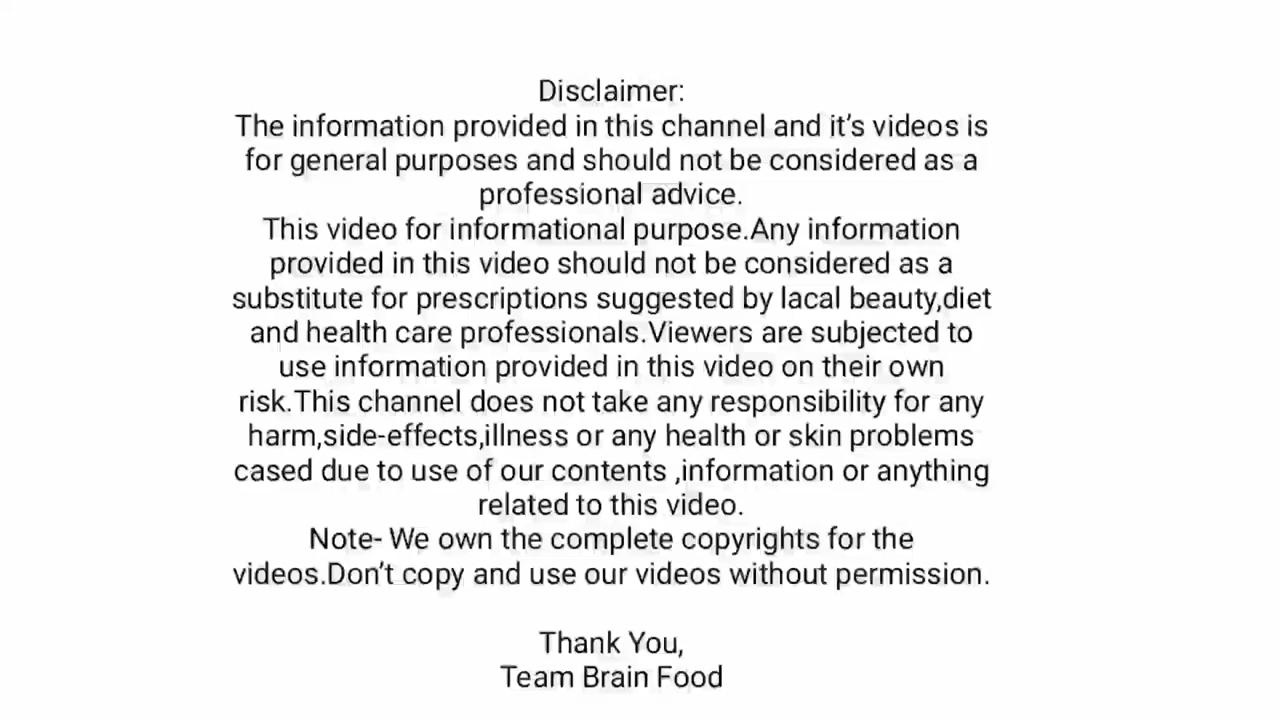 Disclaimer:
The information provided in this channel and it's videos is
for general purposes and should not be considered as a
professional advice.
This video for informational purpose.Any information
provided in this video should not be considered as a
substitute for prescriptions suggested by lacal beauty,diet
and health care professionals.Viewers are subjected to
use information provided in this video on their own
risk.This channel does not take any responsibility for any
harm,side-effects,illness or any health or skin problems
cased due to use of our contents ,information or anything
related to this video.
Note- We own the complete copyrights for the
videos.Don't copy and use our videos without permission.
Thank You,
Team Brain Food